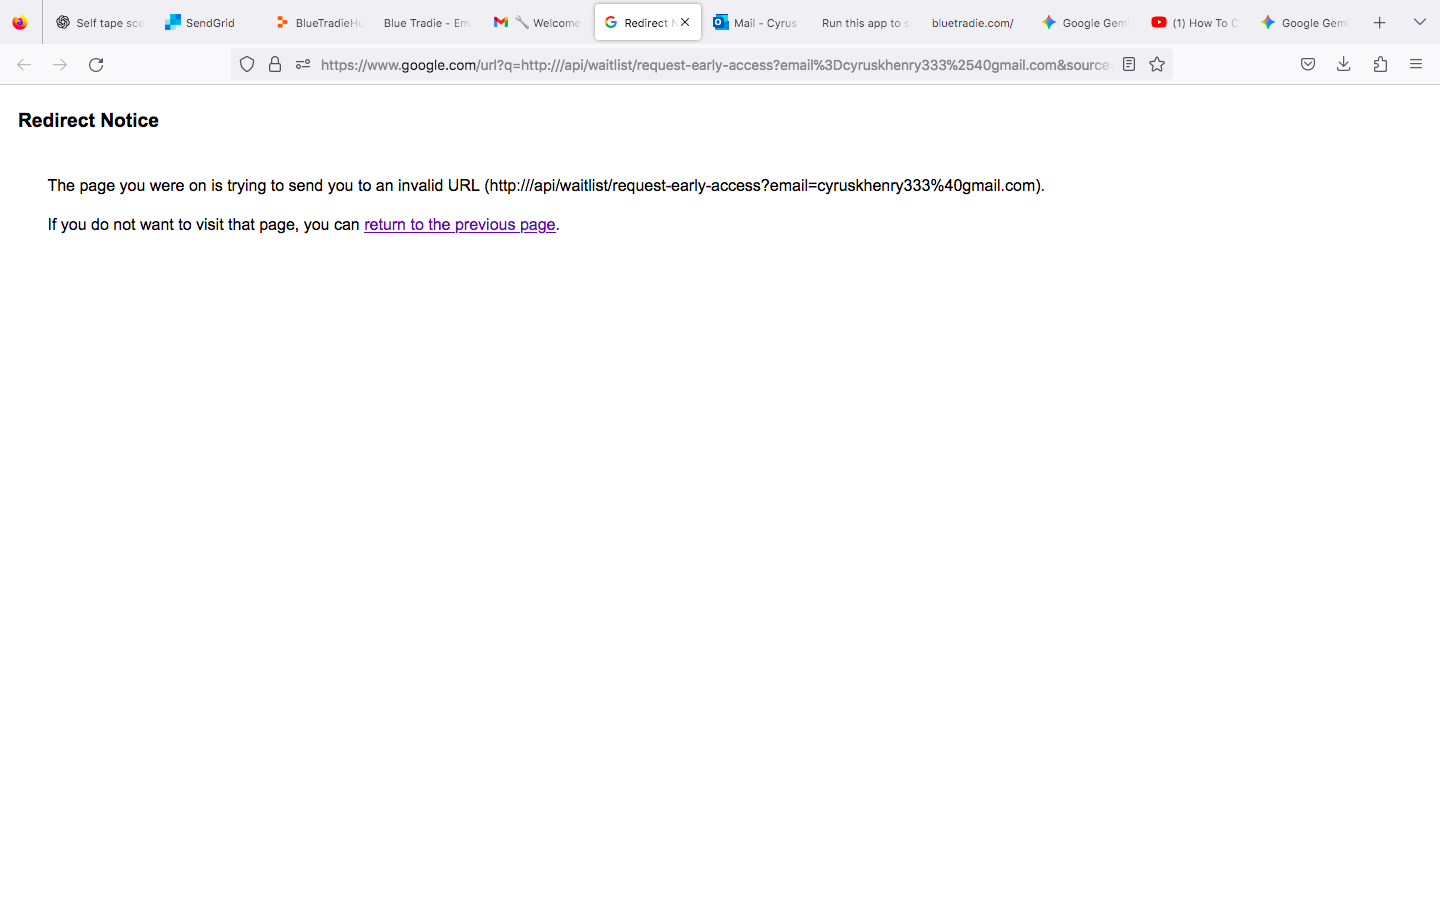 Self tape sc
SendGrid
BlueTradieHu
Blue Tradie - Em
Welcome
Redirect N
Mail - Cyrus
Run this app to s
bluetradie.com/
Google Gem
(1) How To C
Google Gem
https://www.google.com/url?q=http:///api/waitlist/request-early-access?email%3Dcyruskhenry333%2540gmail.com&source=
Redirect Notice
The page you were on is trying to send you to an invalid URL (http:///api/waitlist/request-early-access?email=cyruskhenry333%40gmail.com).
If you do not want to visit that page, you can return to the previous page.